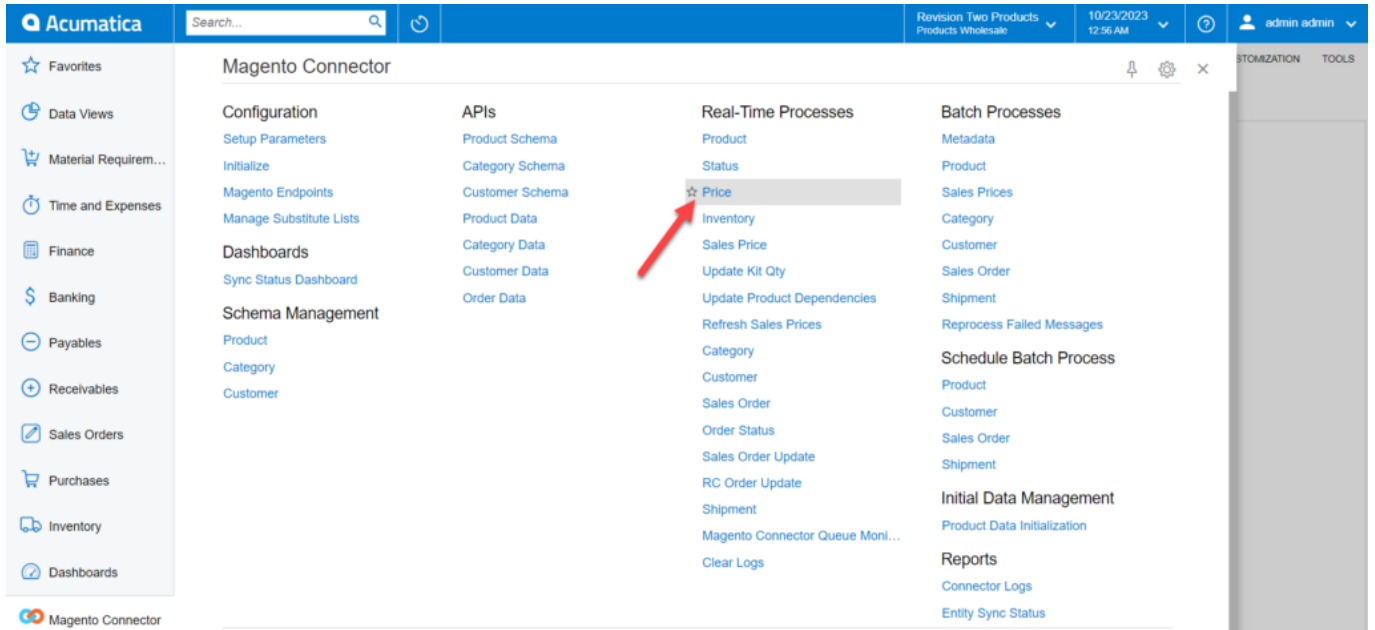 Acumatica
Search...
Revision Two Products
Products Wholesale
10/23/2023
12:56 AM
admin admin
Favorites
Data Views
Material Requirem...
Time and Expenses
Finance
Banking
Payables
Receivables
Sales Orders
Purchases
Inventory
Dashboards
Magento Connector
Magento Connector
STOMIZATION
TOOLS
Configuration
Setup Parameters
Initialize
Magento Endpoints
Manage Substitute Lists
Dashboards
Sync Status Dashboard
Schema Management
Product
Category
Customer
APIs
Product Schema
Category Schema
Customer Schema
Product Data
Category Data
Customer Data
Order Data
Real-Time Processes
Product
Status
Price
Inventory
Sales Price
Update Kit Qty
Update Product Dependencies
Refresh Sales Prices
Category
Customer
Sales Order
Order Status
Sales Order Update
RC Order Update
Shipment
Magento Connector Queue Moni...
Clear Logs
Batch Processes
Metadata
Product
Sales Prices
Category
Customer
Sales Order
Shipment
Reprocess Failed Messages
Schedule Batch Process
Product
Customer
Sales Order
Shipment
Initial Data Management
Product Data Initialization
Reports
Connector Logs
Entity Sync Status